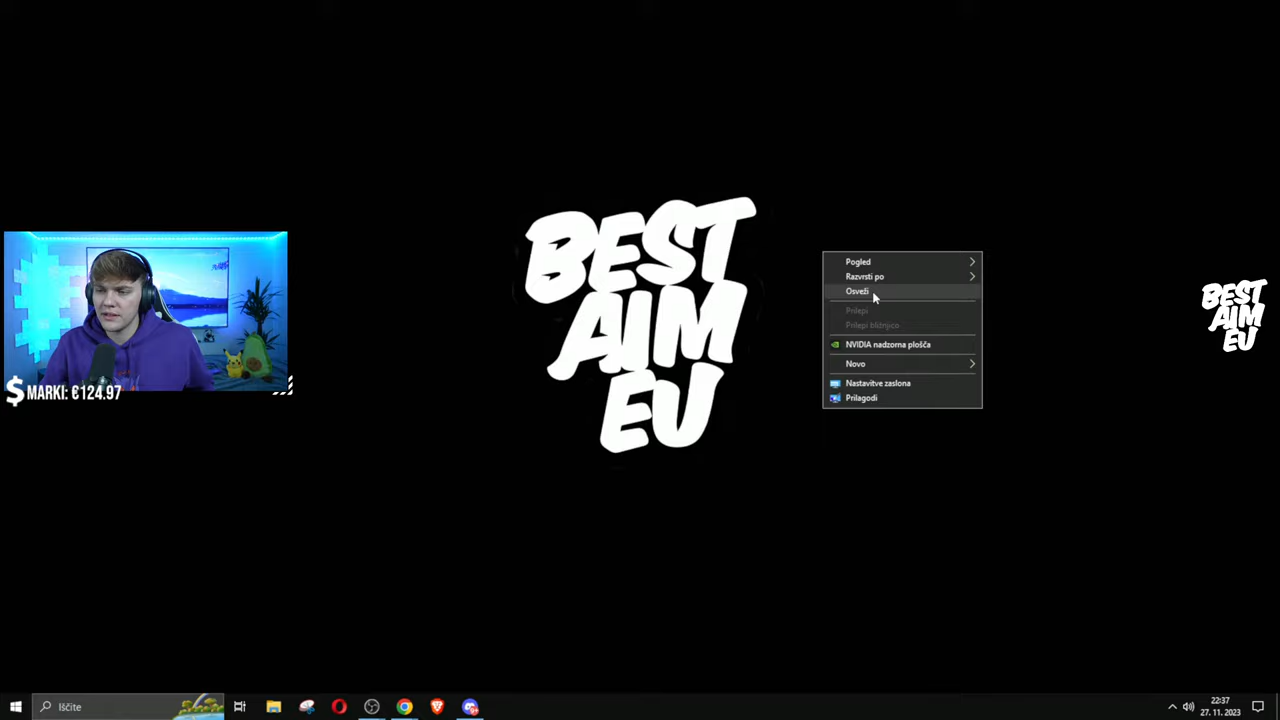 BEST
AIM
EU
Pogled
Razvrsti po
Osveži
Prilepi
Prilepi bližnjico
NVIDIA nadzorna plošča
Novo
Nastavitve zaslona
Prilagodi
BEST
AIM
EU
$ MARKI: €124.97
Iščite
22:37
27. 11. 2023